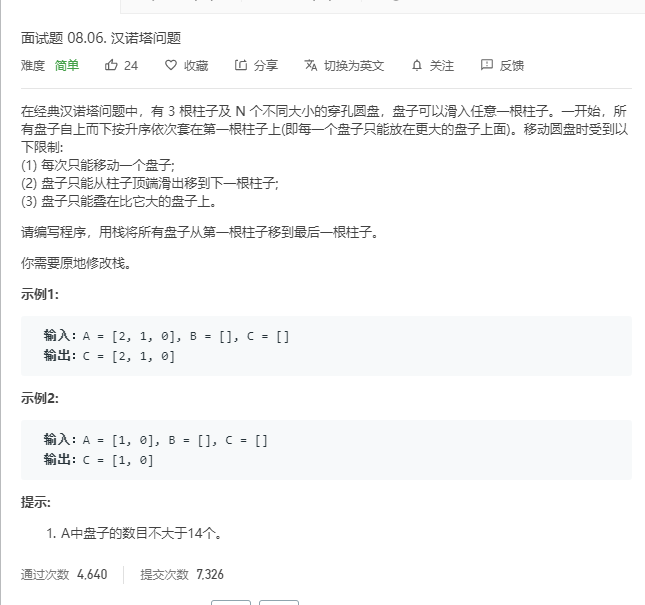 面试题 08.06. 汉诺塔问题
难度 简单 24 收藏 分享 切换为英文 关注 反馈
在经典汉诺塔问题中，有 3 根柱子及 N 个不同大小的穿孔圆盘，盘子可以滑入任意一根柱子。一开始，所
有盘子自上而下按升序依次套在第一根柱子上(即每一个盘子只能放在更大的盘子上面)。移动圆盘时受到以
下限制:
(1) 每次只能移动一个盘子;
(2) 盘子只能从柱子顶端滑出移到下一根柱子;
(3) 盘子只能叠在比它大的盘子上。
请编写程序，用栈将所有盘子从第一根柱子移到最后一根柱子。
你需要原地修改栈。
示例1:
输入：A = [2, 1, 0], B = [], C = []
输出：C = [2, 1, 0]
示例2:
输入：A = [1, 0], B = [], C = []
输出：C = [1, 0]
提示:
1. A中盘子的数目不大于14个。
通过次数 4,640 提交次数 7,326